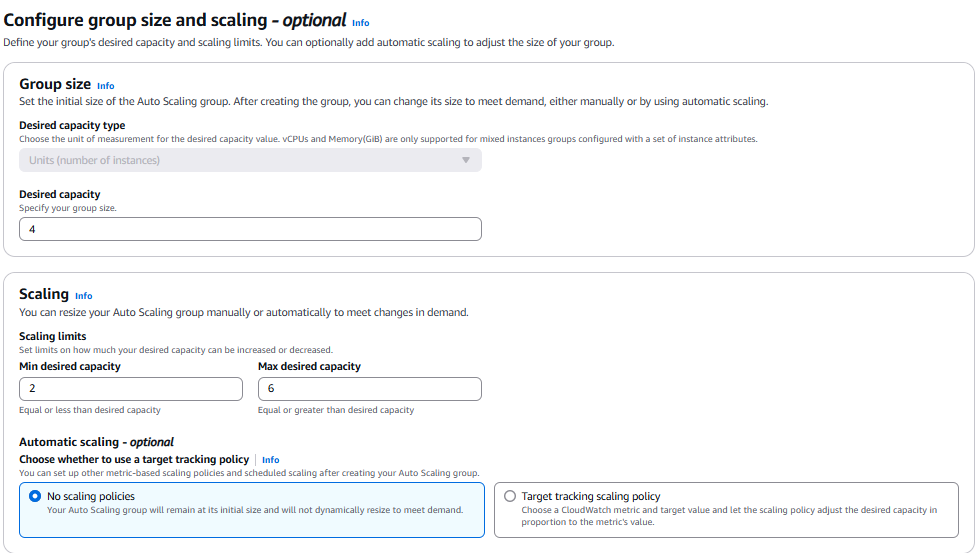 Configure group size and scaling - optional Info
Define your group's desired capacity and scaling limits. You can optionally add automatic scaling to adjust the size of your group.
Group size Info
Set the initial size of the Auto Scaling group. After creating the group, you can change its size to meet demand, either manually or by using automatic scaling.
Desired capacity type
Choose the unit of measurement for the desired capacity value. vCPUs and Memory(GiB) are only supported for mixed instances groups configured with a set of instance attributes.
Units (number of instances)
Desired capacity
Specify your group size.
4
Scaling Info
You can resize your Auto Scaling group manually or automatically to meet changes in demand.
Scaling limits
Set limits on how much your desired capacity can be increased or decreased.
Min desired capacity Max desired capacity
2 6
Equal or less than desired capacity Equal or greater than desired capacity
Automatic scaling - optional
Choose whether to use a target tracking policy | Info
You can set up other metric-based scaling policies and scheduled scaling after creating your Auto Scaling group.
No scaling policies
Your Auto Scaling group will remain at its initial size and will not dynamically resize to meet demand.
Target tracking scaling policy
Choose a CloudWatch metric and target value and let the scaling policy adjust the desired capacity in
proportion to the metric's value.